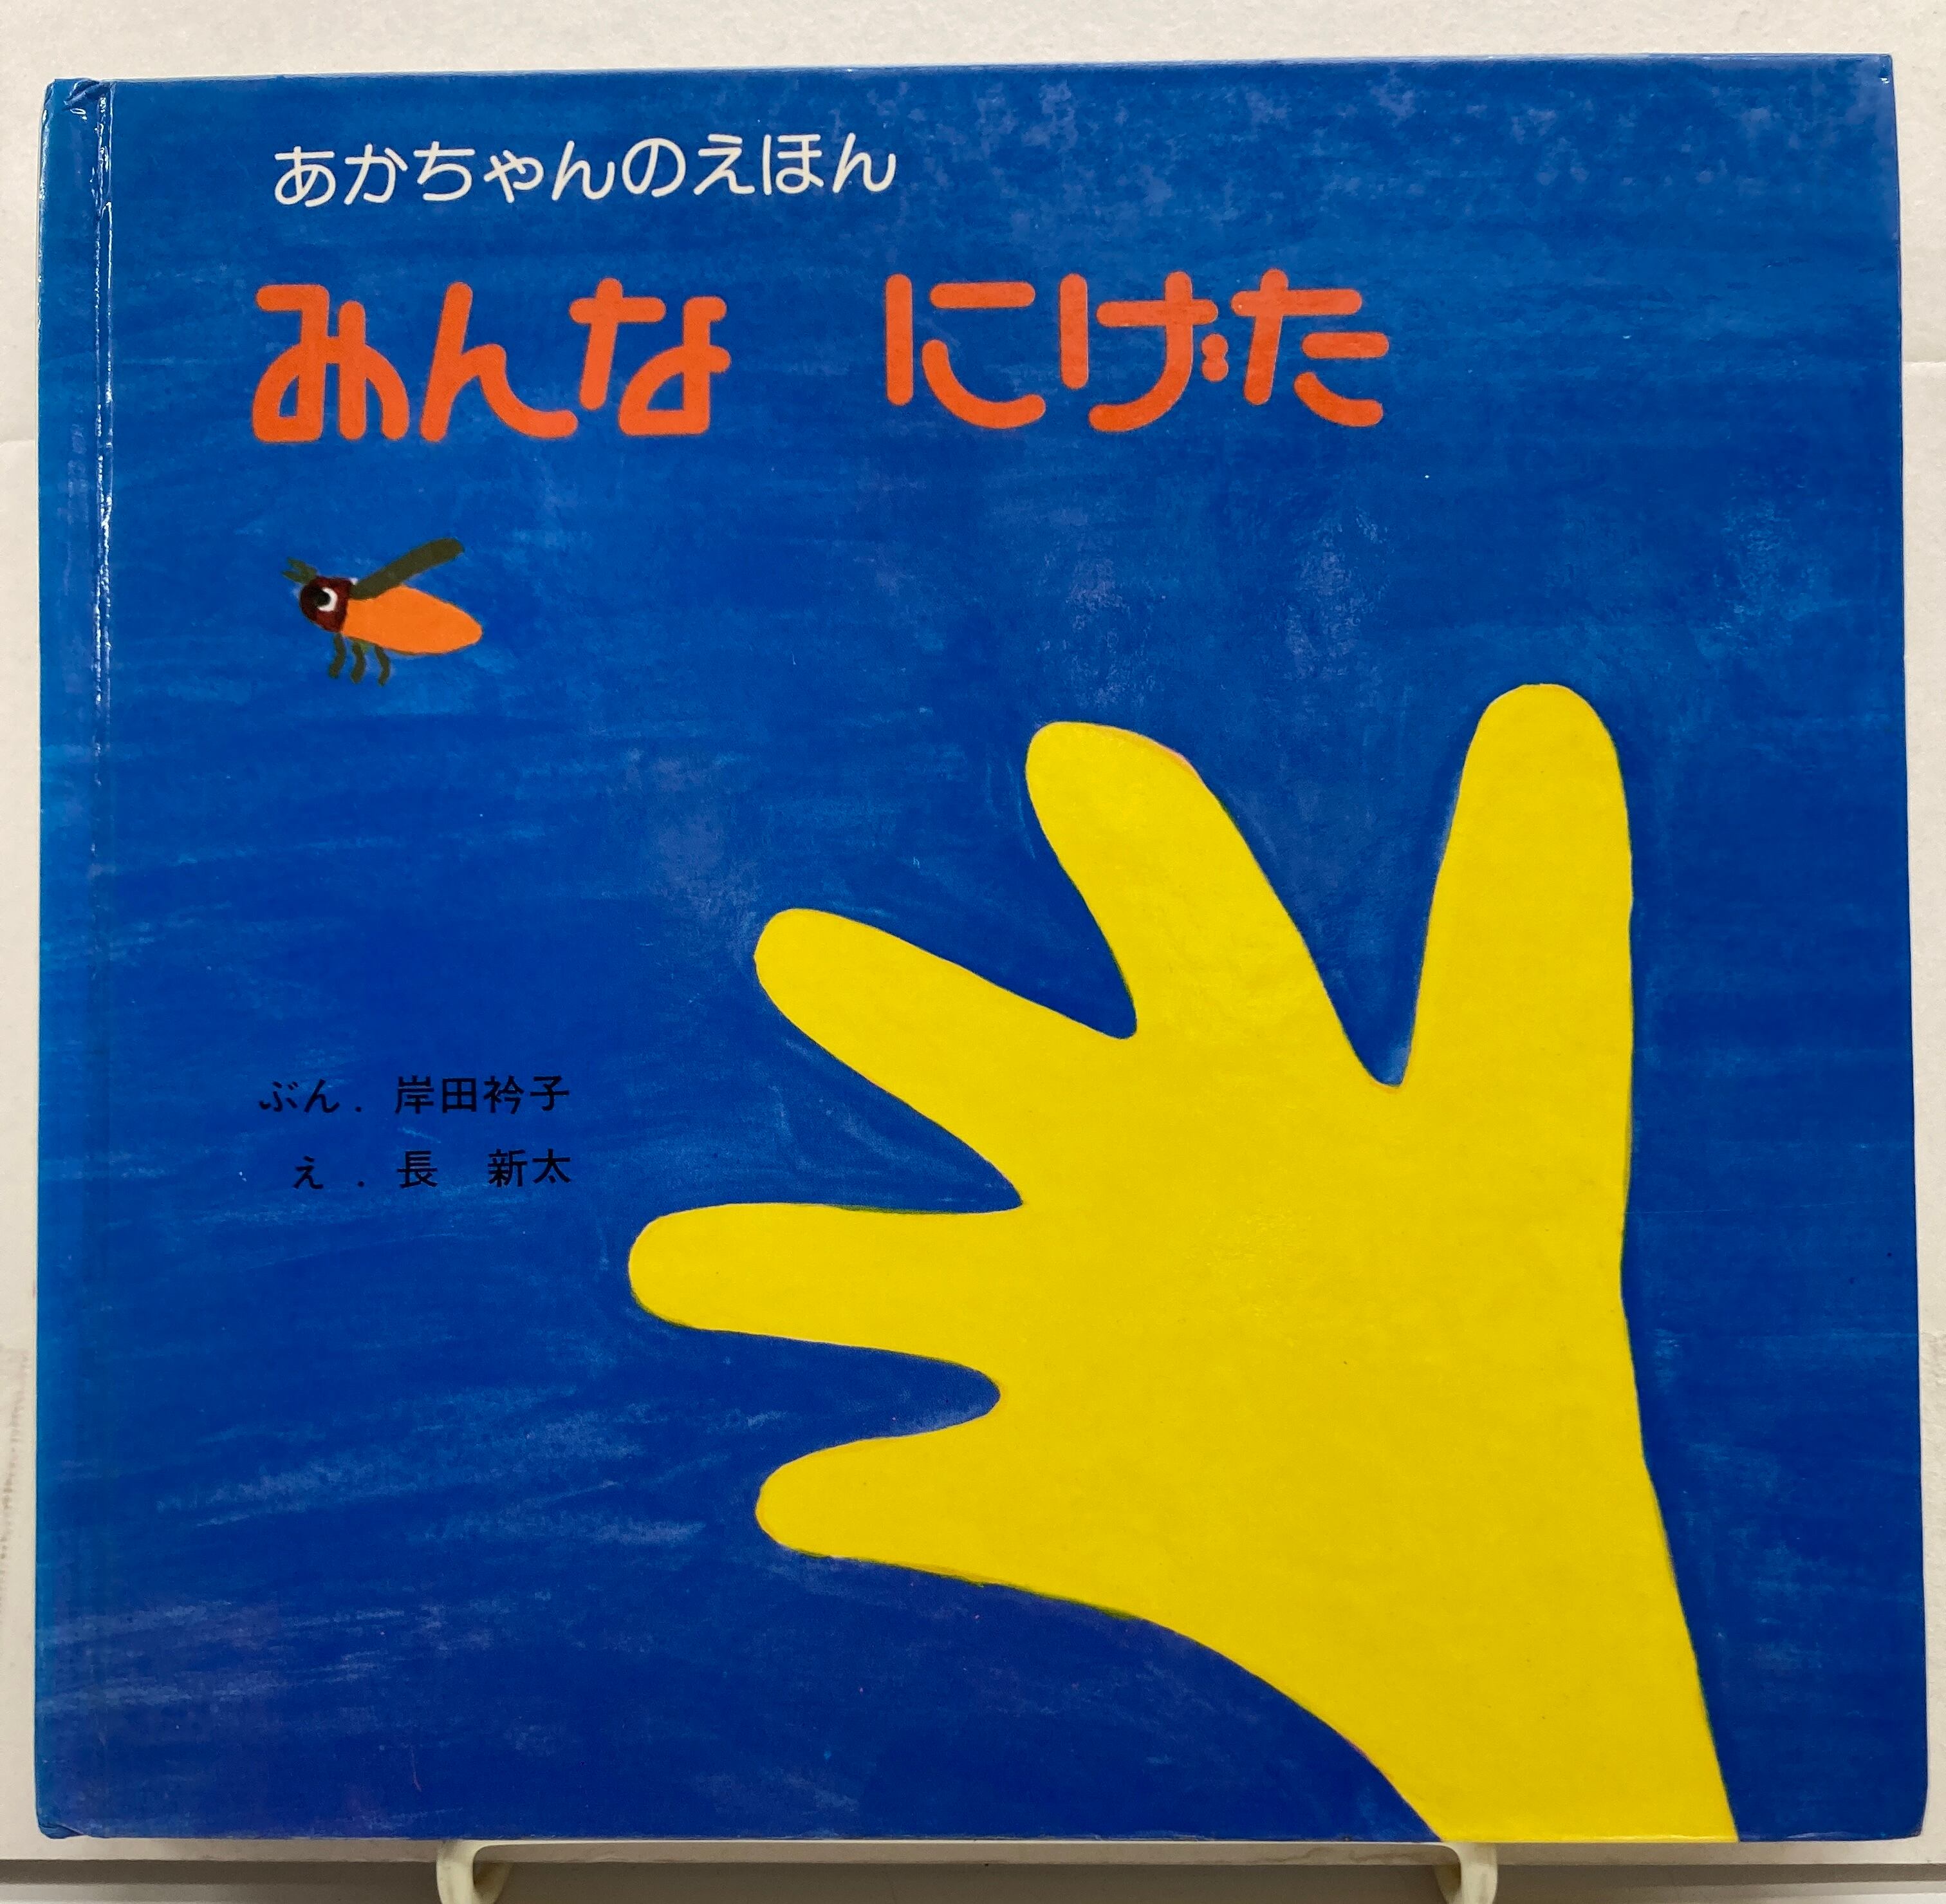 あかちゃんのえほん
みんな にげた
ぶん．岸田衿子
え．長 新太